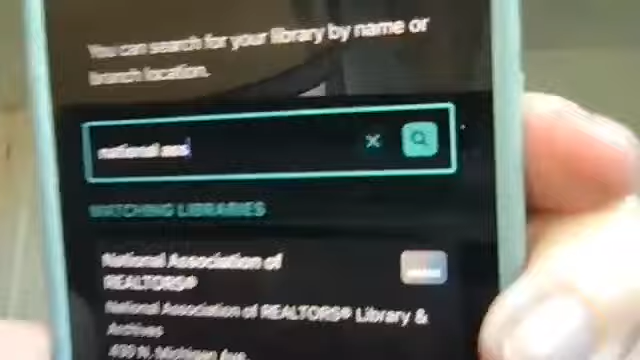 You can search for your library by name or
branch location.
national ass
MATCHING LIBRARIES
National Association of
REALTORS®
National Association of REALTORS® Library &
Archives
430 N. Michigan Ave